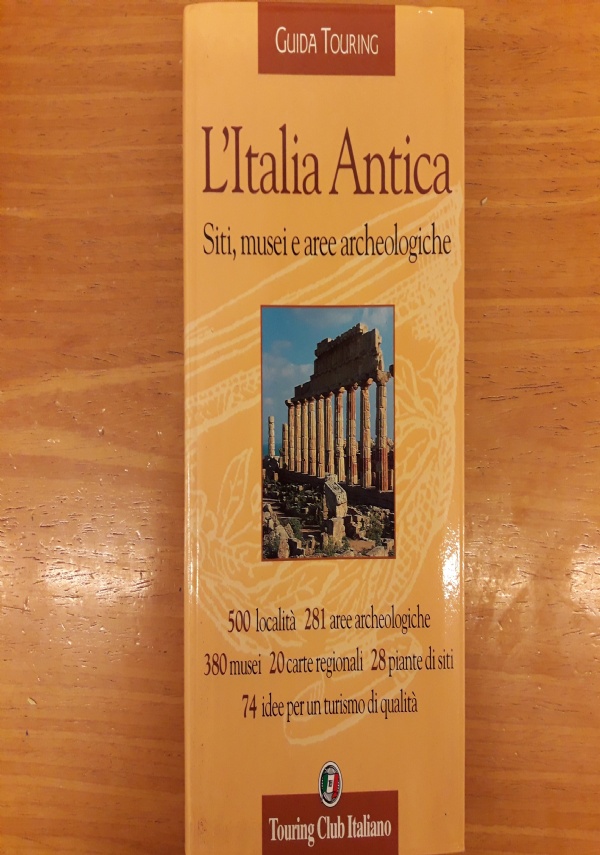 GUIDA TOURING
L'Italia Antica
Siti, musei e aree archeologiche
500 località 281 aree archeologiche
380 musei 20 carte regionali 28 piante di siti
74 idee per un turismo di qualità
Touring Club Italiano